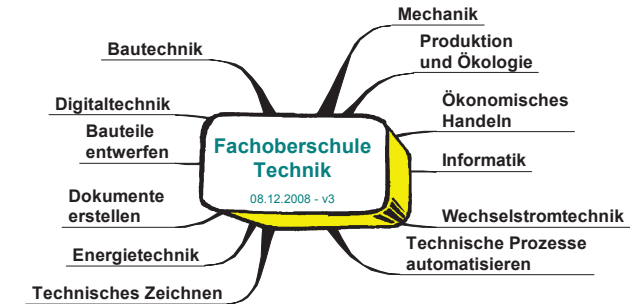 Fachoberschule
Technik
08.12.2008 - v3
Mechanik
Produktion
und Ökologie
Ökonomisches
Handeln
Informatik
Wechselstromtechnik
Technische Prozesse
automatisieren
Bautechnik
Digitaltechnik
Bauteile
entwerfen
Dokumente
erstellen
Energietechnik
Technisches Zeichnen